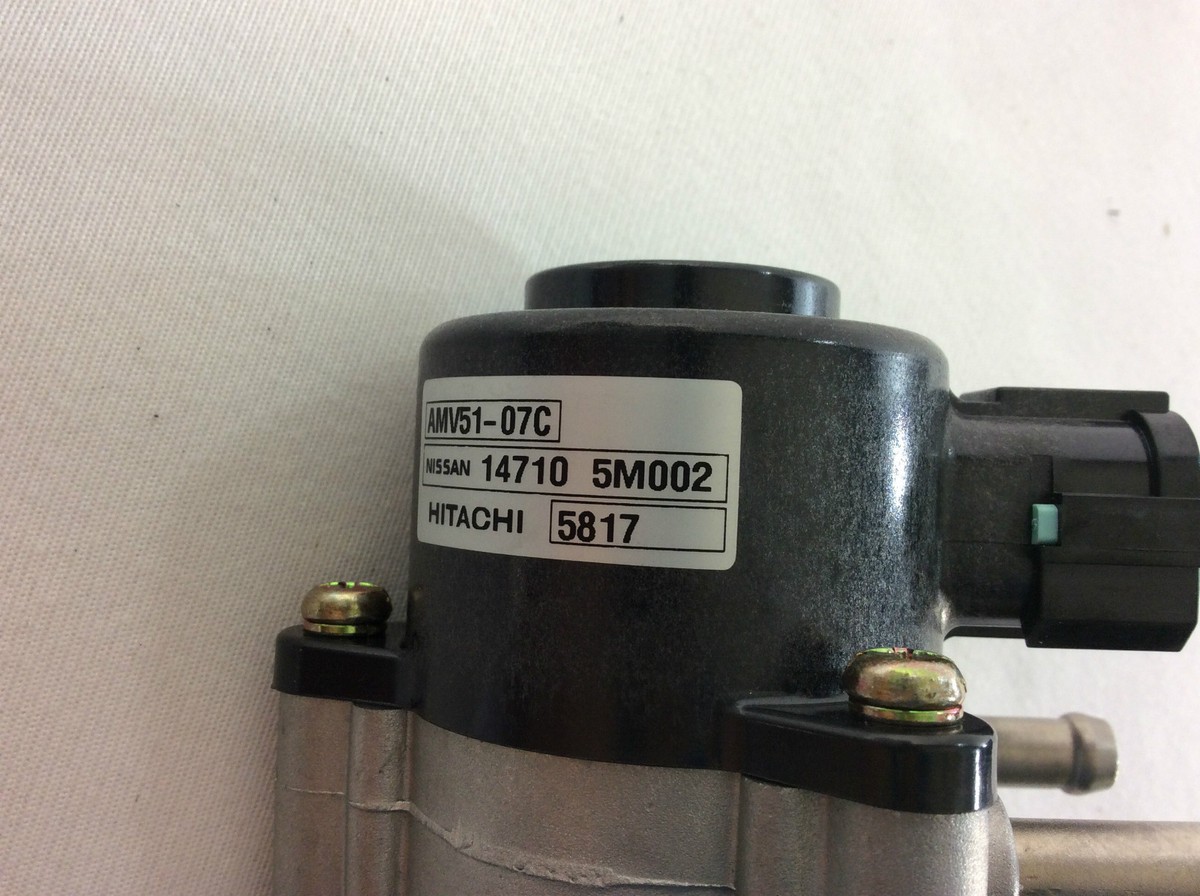 AMV51-07C
NISSAN 14710 5M002
HITACHI 5817